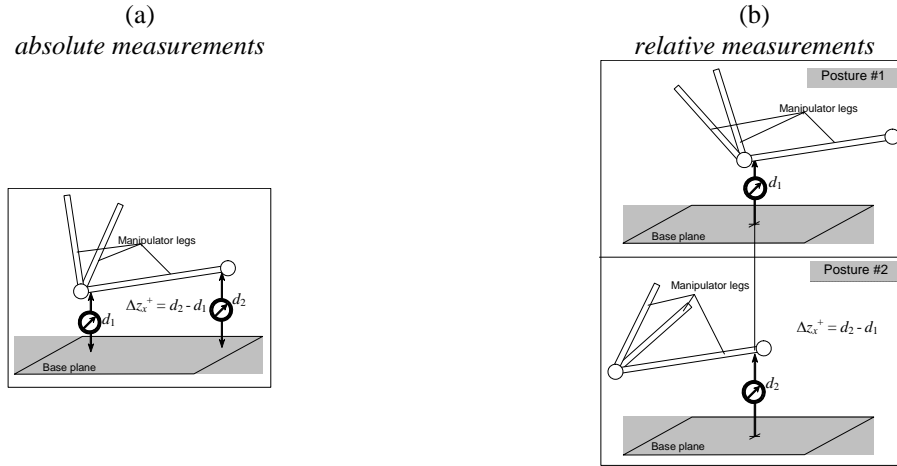 (a)
absolute measurements
Manipulator legs
Δzₓ⁺ = d₂ - d₁
d₁
d₂
Base plane
(b)
relative measurements
Posture #1
Manipulator legs
d₁
Base plane
Posture #2
Manipulator legs
Δzₓ⁺ = d₂ - d₁
d₂
Base plane